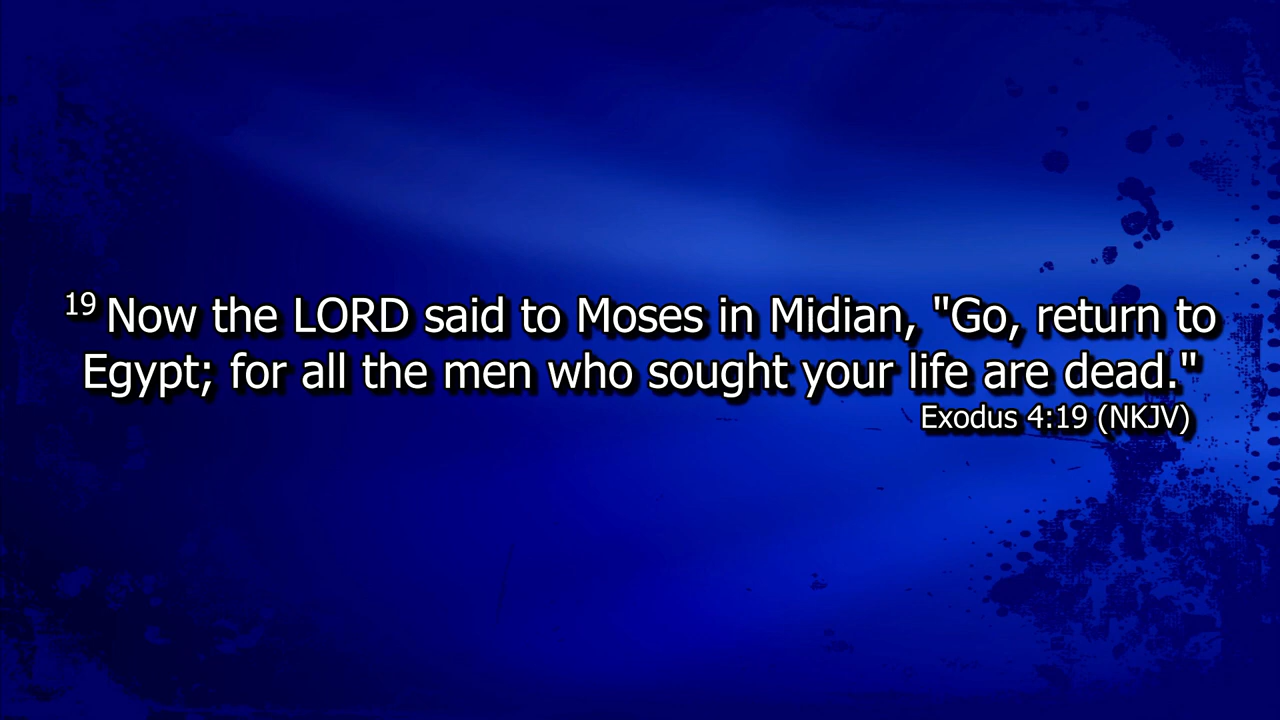 19 Now the LORD said to Moses in Midian, "Go, return to
Egypt; for all the men who sought your life are dead."
Exodus 4:19 (NKJV)